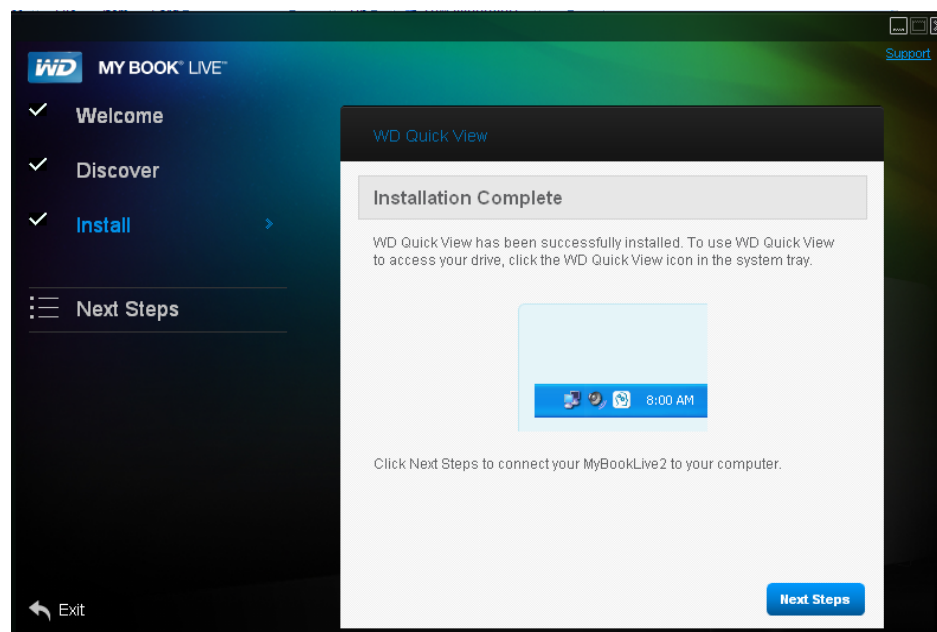 Support
WD MY BOOK® LIVE™
Welcome
Discover
Install
Next Steps
Exit
WD Quick View
Installation Complete
WD Quick View has been successfully installed. To use WD Quick View
to access your drive, click the WD Quick View icon in the system tray.
8:00 AM
Click Next Steps to connect your MyBookLive2 to your computer.
Next Steps